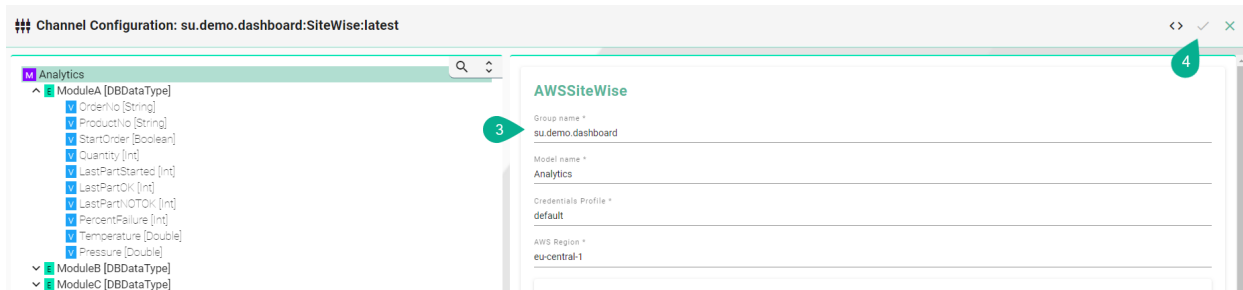 Channel Configuration: su.demo.dashboard:SiteWise:latest
4
M Analytics
E ModuleA [DBDataType]
V OrderNo [String]
V ProductNo [String]
V StartOrder [Boolean]
V Quantity [Int]
V LastPartStarted [Int]
V LastPartOK [Int]
V LastPartNOTOK [Int]
V PercentFailure [Int]
V Temperature [Double]
V Pressure [Double]
E ModuleB [DBDataType]
E ModuleC [DBDataType]
AWSSiteWise
Group name *
3
su.demo.dashboard
Model name *
Analytics
Credentials Profile *
default
AWS Region *
eu-central-1